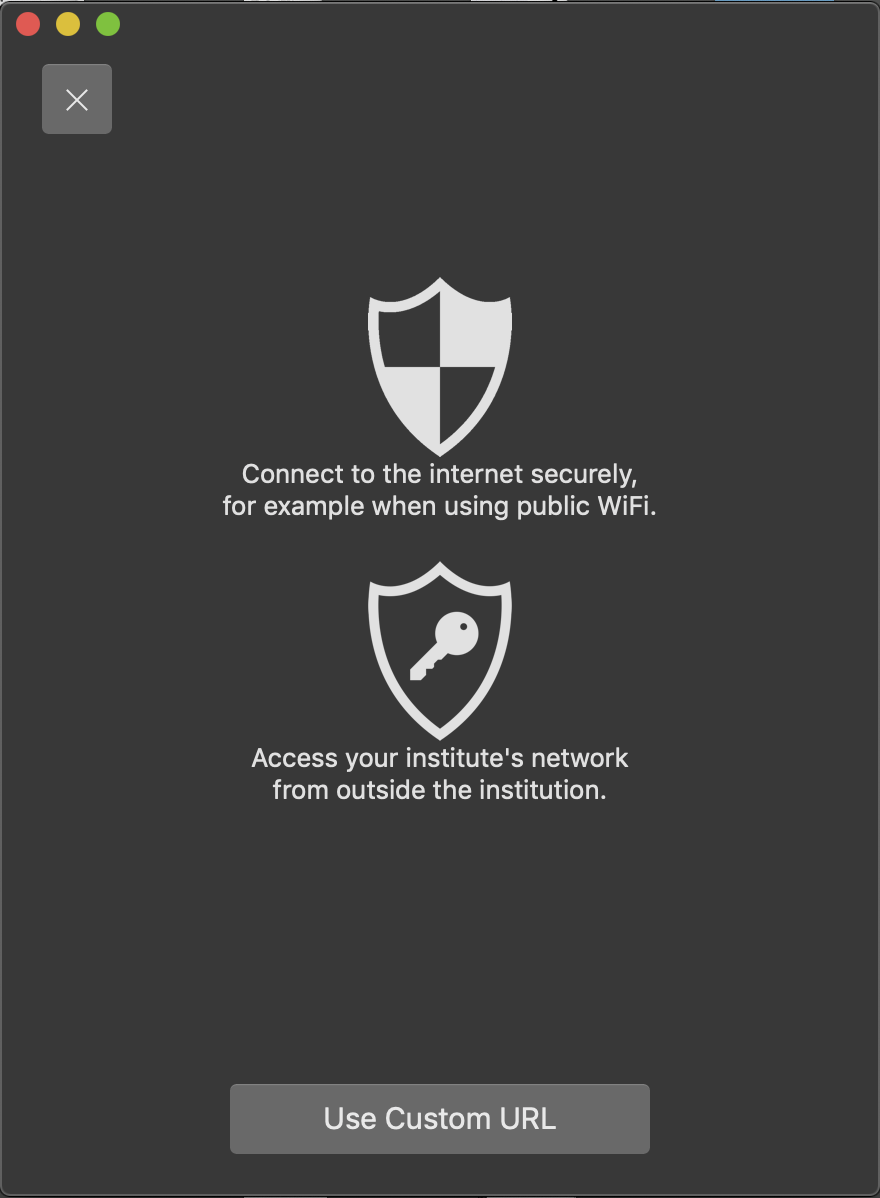 Connect to the internet securely,
for example when using public WiFi.
Access your institute's network
from outside the institution.
Use Custom URL